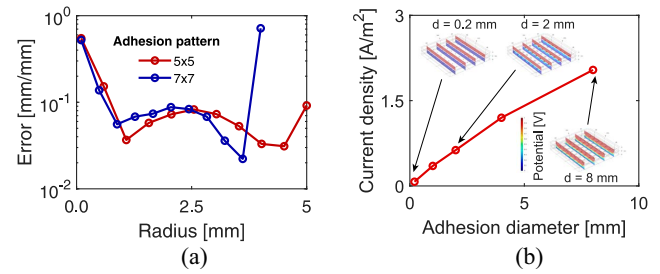 (a)
10^0
10^-1
10^-2
Error [mm/mm]
Adhesion pattern
5x5
7x7
0.0
2.5
5
Radius [mm]
(b)
3
1.5
0
Current density [A/m^2]
d = 0.2 mm
d = 2 mm
Potential [V]
d = 8 mm
0
5
10
Adhesion diameter [mm]
(a)
(b)